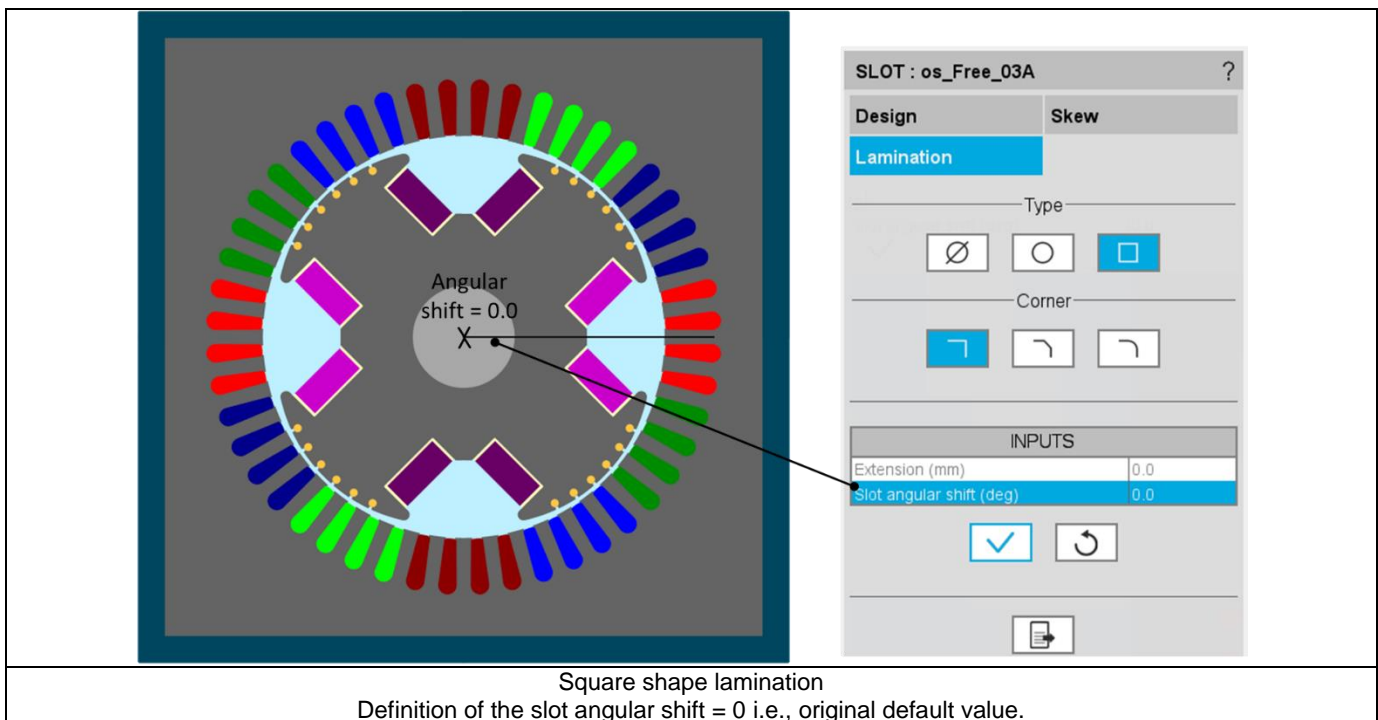 Angular
shift = 0.0
SLOT : os_Free_03A ?
Design Skew
Lamination
Type
Corner
INPUTS
Extension (mm) 0.0
Slot angular shift (deg) 0.0
Square shape lamination
Definition of the slot angular shift = 0 i.e., original default value.